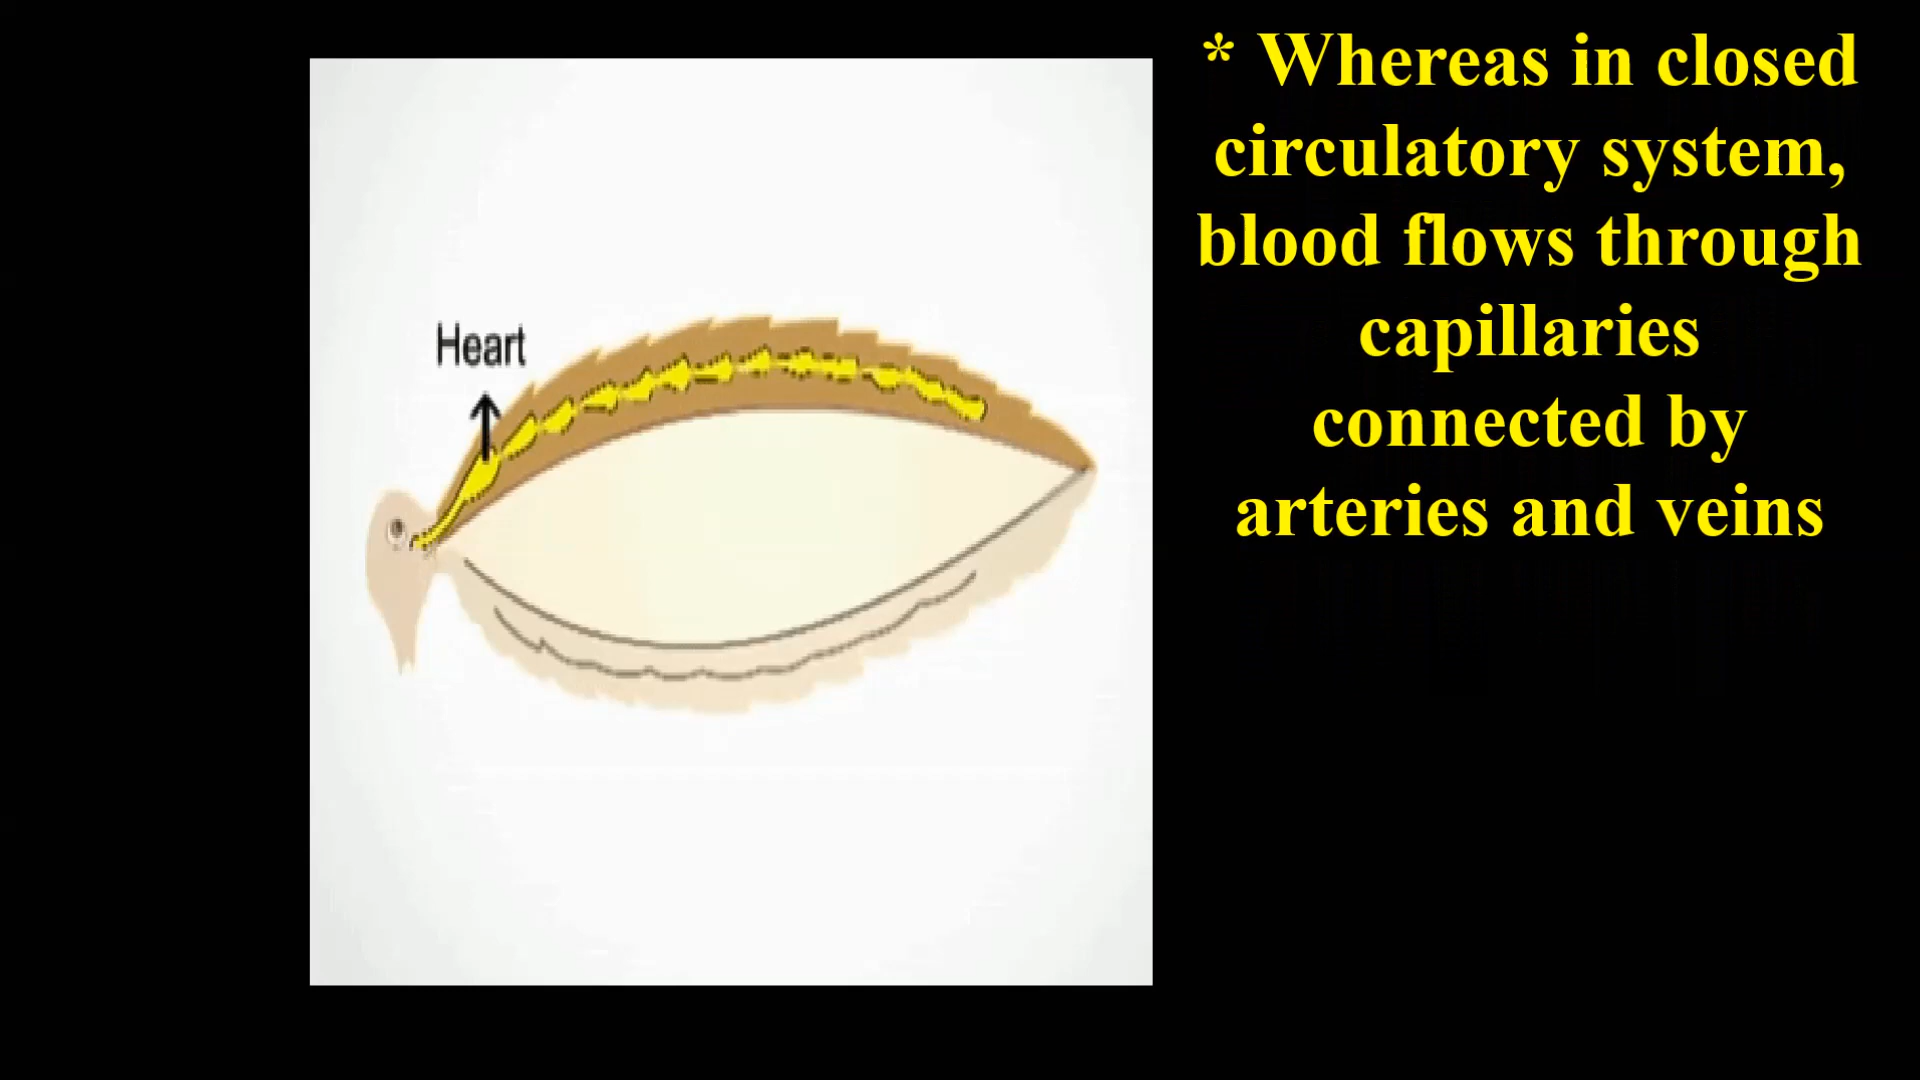 * Whereas in closed
circulatory system,
blood flows through
capillaries
connected by
arteries and veins
Heart